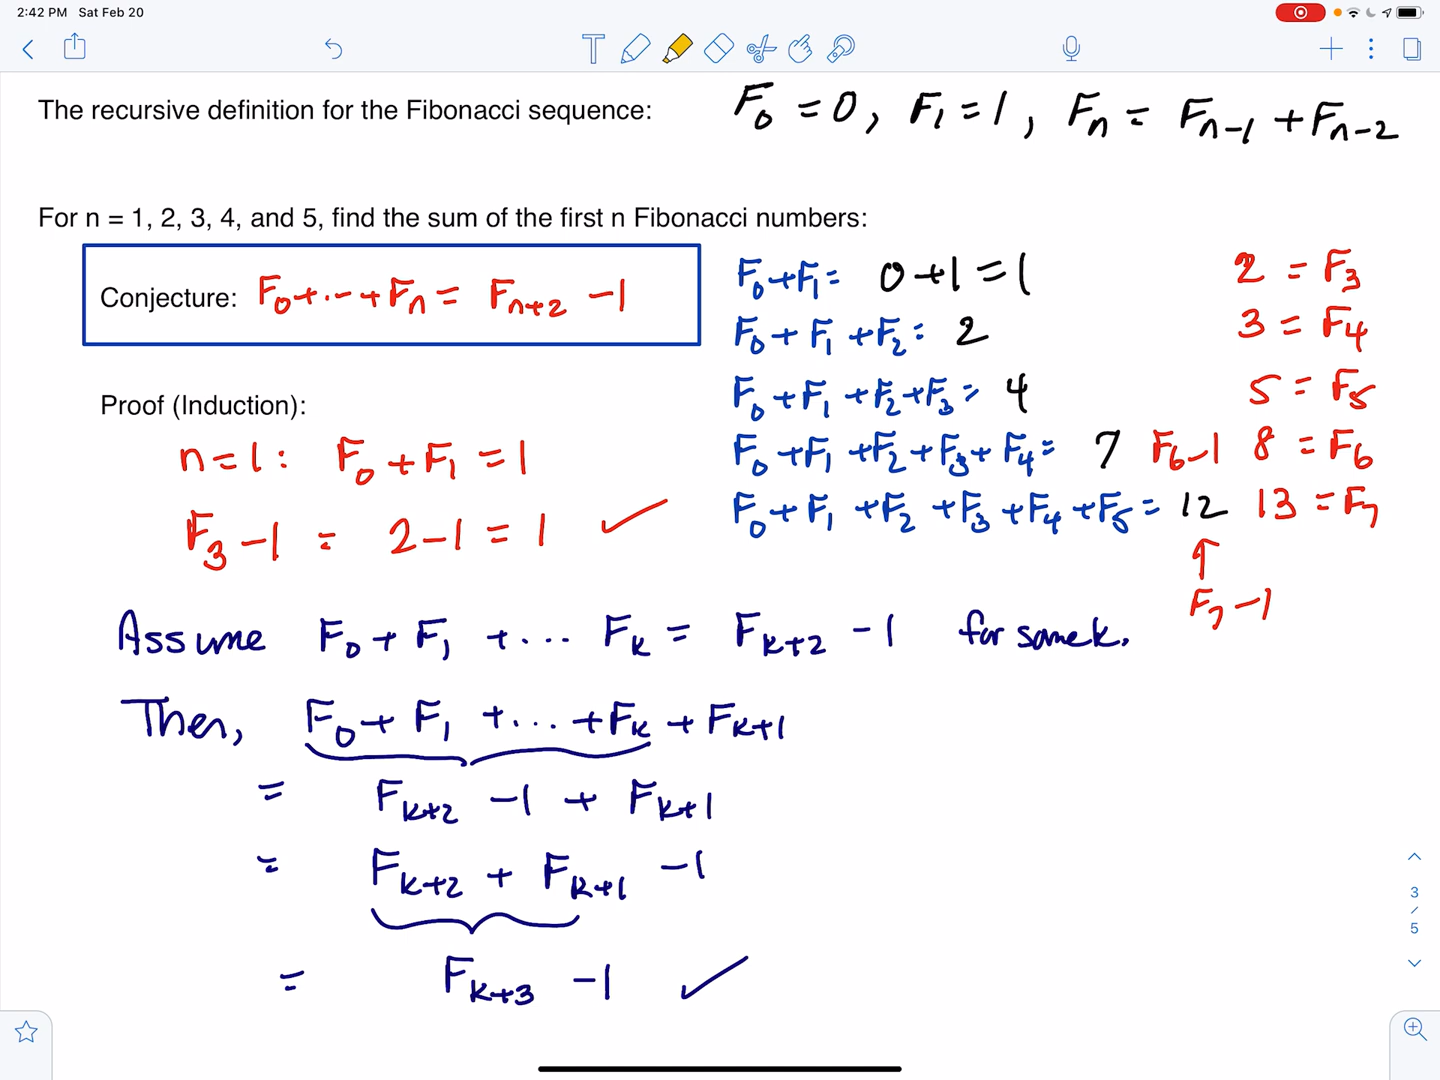 2:42 PM Sat Feb 20
The recursive definition for the Fibonacci sequence: F₀ = 0, F₁ = 1, Fₙ = Fₙ₋₁ + Fₙ₋₂
For n = 1, 2, 3, 4, and 5, find the sum of the first n Fibonacci numbers:
Conjecture: F₀ + ... + Fₙ = Fₙ₊₂ - 1
F₀ + F₁ = 0 + 1 = 1 2 = F₃
F₀ + F₁ + F₂ = 2 3 = F₄
F₀ + F₁ + F₂ + F₃ = 4 5 = F₅
F₀ + F₁ + F₂ + F₃ + F₄ = 7 F₆ - 1 8 = F₆
F₀ + F₁ + F₂ + F₃ + F₄ + F₅ = 12 13 = F₇
↑
F₇ - 1
Proof (Induction):
n = 1: F₀ + F₁ = 1
F₃ - 1 = 2 - 1 = 1 ✓
Assume F₀ + F₁ + ... Fₖ = Fₖ₊₂ - 1 for some k.
Then, F₀ + F₁ + ... + Fₖ + Fₖ₊₁
= Fₖ₊₂ - 1 + Fₖ₊₁
= Fₖ₊₂ + Fₖ₊₁ - 1
= Fₖ₊₃ - 1 ✓
3
/
5